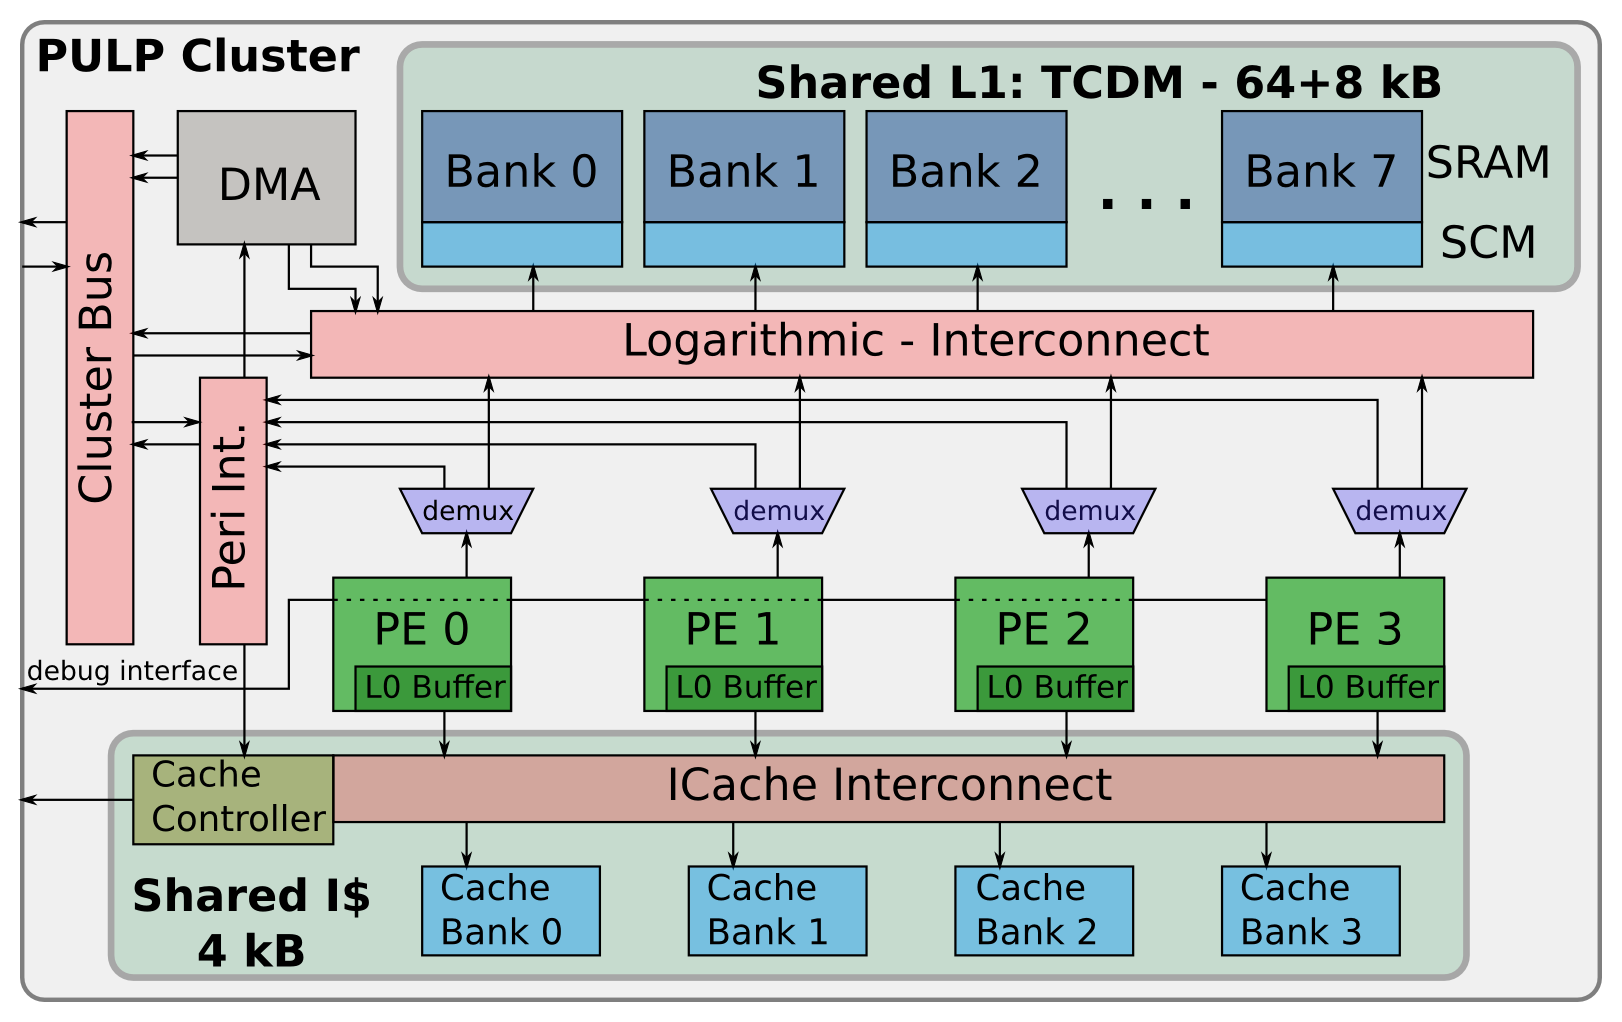 PULP Cluster
Shared L1: TCDM - 64+8 kB
DMA
Bank 0
Bank 1
Bank 2
. . .
Bank 7
SRAM
SCM
Cluster Bus
Logarithmic - Interconnect
Peri Int.
demux
demux
demux
demux
PE 0
PE 1
PE 2
PE 3
debug interface
L0 Buffer
L0 Buffer
L0 Buffer
L0 Buffer
Cache
Controller
ICache Interconnect
Shared I$
4 kB
Cache
Bank 0
Cache
Bank 1
Cache
Bank 2
Cache
Bank 3